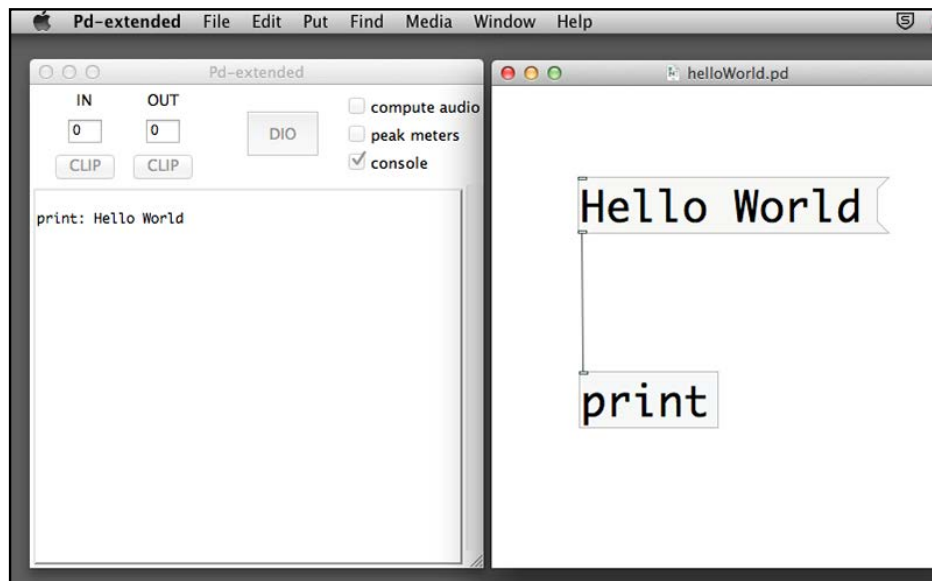 Pd-extended File Edit Put Find Media Window Help
Pd-extended
IN OUT
0 0
CLIP CLIP
DIO
compute audio
peak meters
console
print: Hello World
helloWorld.pd
Hello World
print